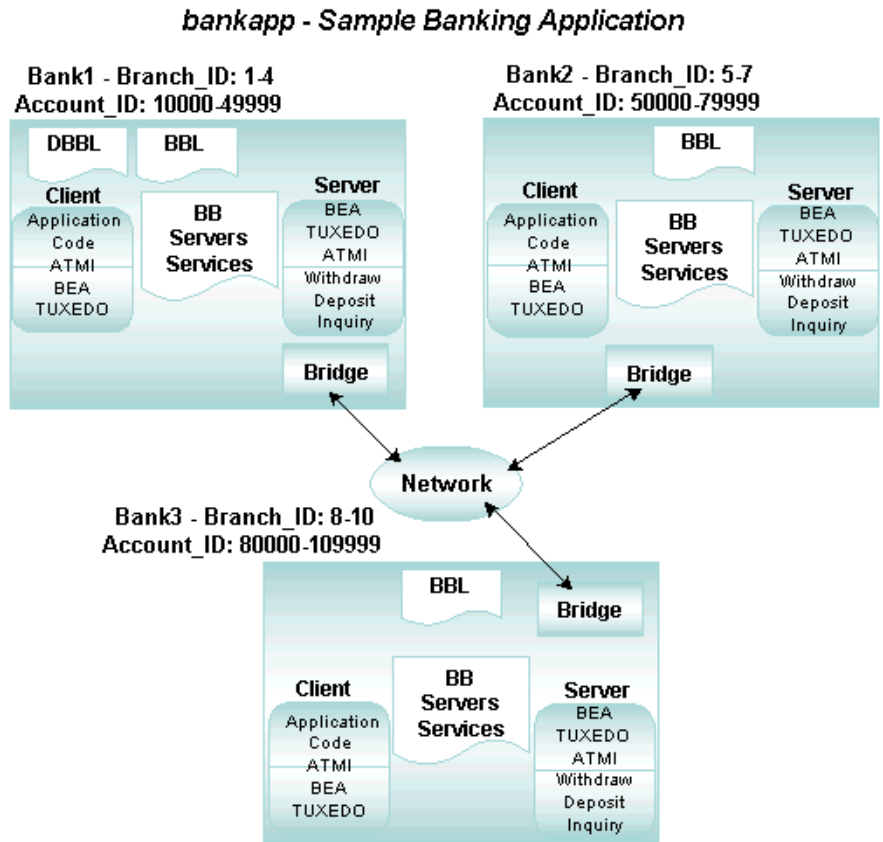 bankapp - Sample Banking Application
Bank1 - Branch_ID: 1-4
Account_ID: 10000-49999
DBBL
BBL
Client
Application
Code
ATMI
BEA
TUXEDO
BB
Servers
Services
Server
BEA
TUXEDO
ATMI
Withdraw
Deposit
Inquiry
Bridge
Bank2 - Branch_ID: 5-7
Account_ID: 50000-79999
BBL
Client
Application
Code
ATMI
BEA
TUXEDO
BB
Servers
Services
Server
BEA
TUXEDO
ATMI
Withdraw
Deposit
Inquiry
Bridge
Network
Bank3 - Branch_ID: 8-10
Account_ID: 80000-109999
BBL
Bridge
Client
Application
Code
ATMI
BEA
TUXEDO
BB
Servers
Services
Server
BEA
TUXEDO
ATMI
Withdraw
Deposit
Inquiry